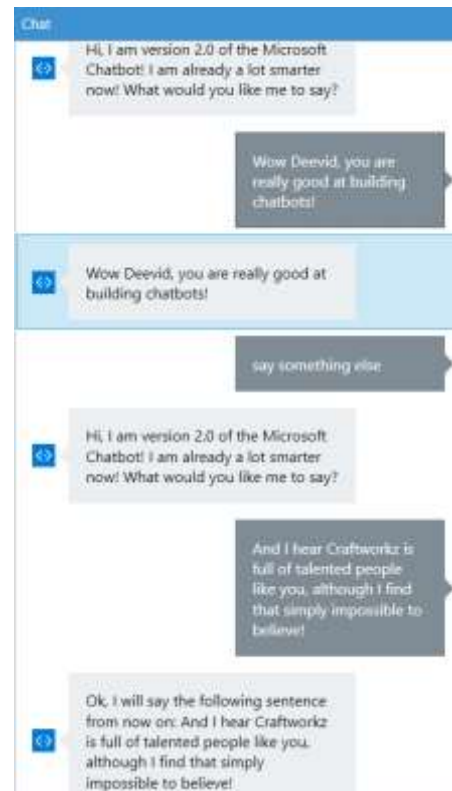 Chat
Hi, I am version 2.0 of the Microsoft
Chatbot! I am already a lot smarter
now! What would you like me to say?
Wow Deevid, you are
really good at building
chatbots!
Wow Deevid, you are really good at
building chatbots!
say something else
Hi, I am version 2.0 of the Microsoft
Chatbot! I am already a lot smarter
now! What would you like me to say?
And I hear Craftworkz is
full of talented people
like you, although I find
that simply impossible to
believe!
Ok, I will say the following sentence
from now on: And I hear Craftworkz
is full of talented people like you,
although I find that simply
impossible to believe!